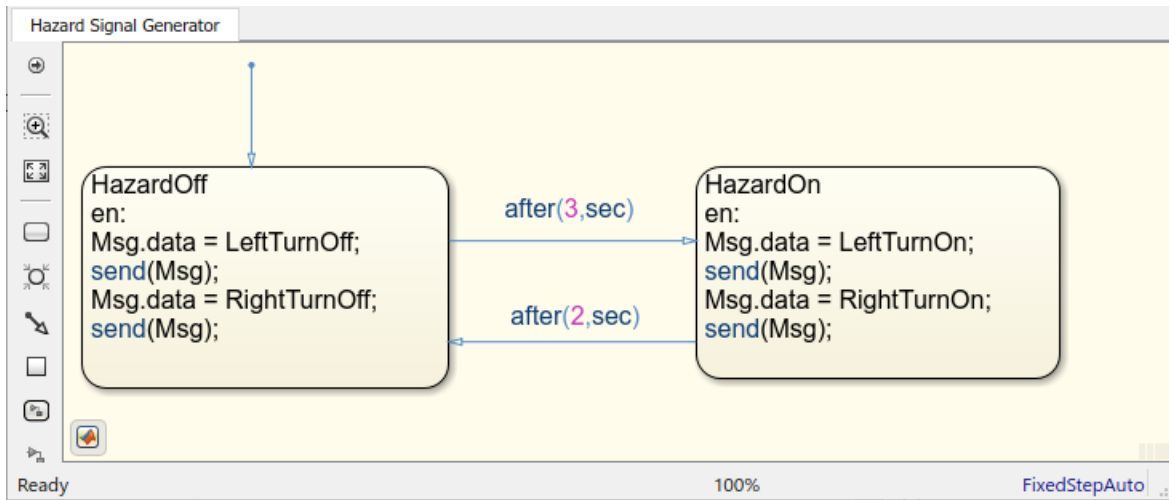 Hazard Signal Generator
HazardOff
en:
Msg.data = LeftTurnOff;
send(Msg);
Msg.data = RightTurnOff;
send(Msg);
after(3,sec)
after(2,sec)
HazardOn
en:
Msg.data = LeftTurnOn;
send(Msg);
Msg.data = RightTurnOn;
send(Msg);
Ready
100%
FixedStepAuto